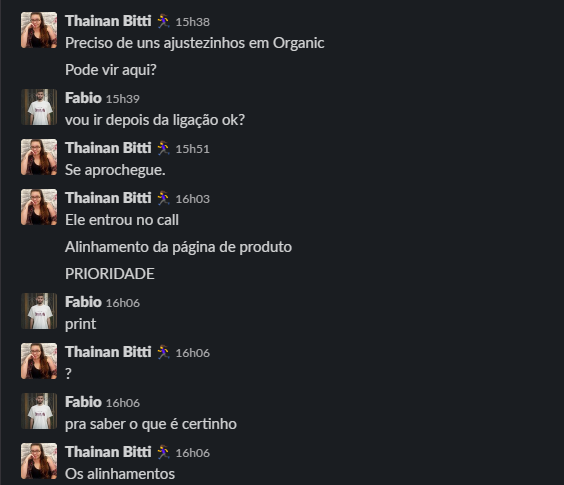 Thainan Bitti 15h38
Preciso de uns ajustezinhos em Organic
Pode vir aqui?
Fabio 15h39
vou ir depois da ligação ok?
Thainan Bitti 15h51
Se aprochegue.
Thainan Bitti 16h03
Ele entrou no call
Alinhamento da página de produto
PRIORIDADE
Fabio 16h06
print
Thainan Bitti 16h06
?
Fabio 16h06
pra saber o que é certinho
Thainan Bitti 16h06
Os alinhamentos